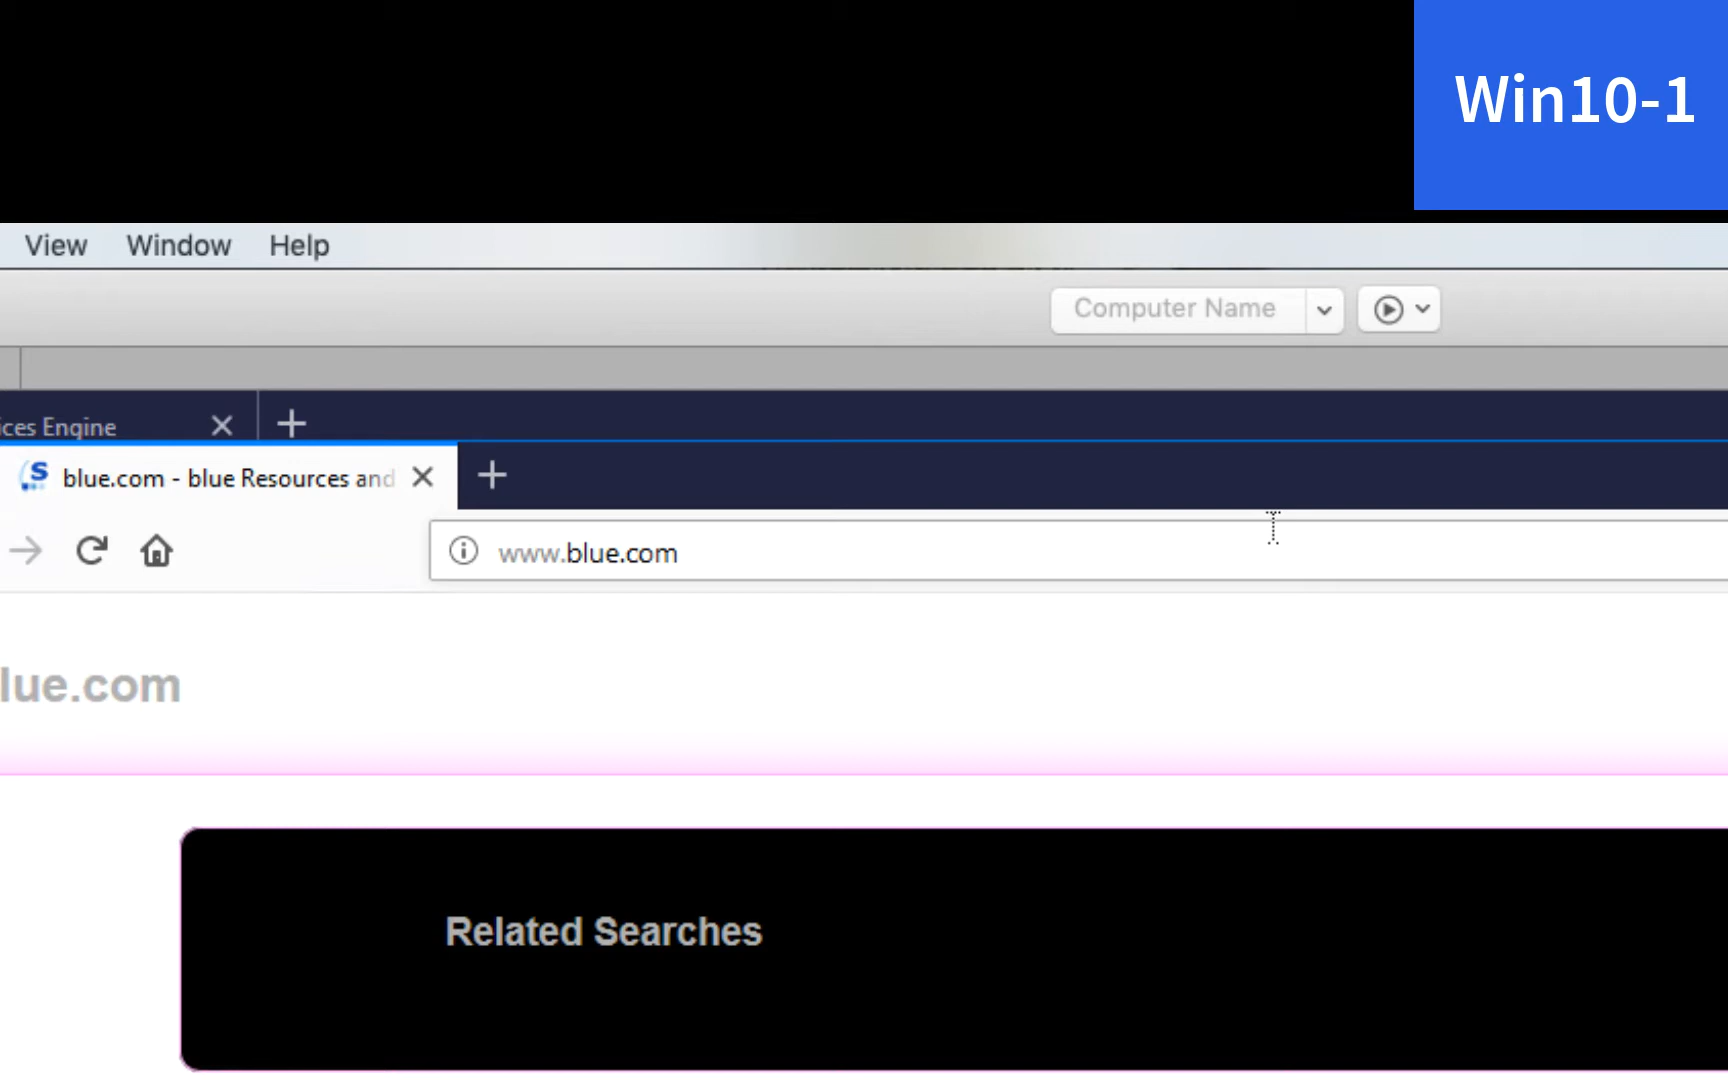 Win10-1
View Window Help
Computer Name
ices Engine
blue.com - blue Resources and
www.blue.com
lue.com
Related Searches